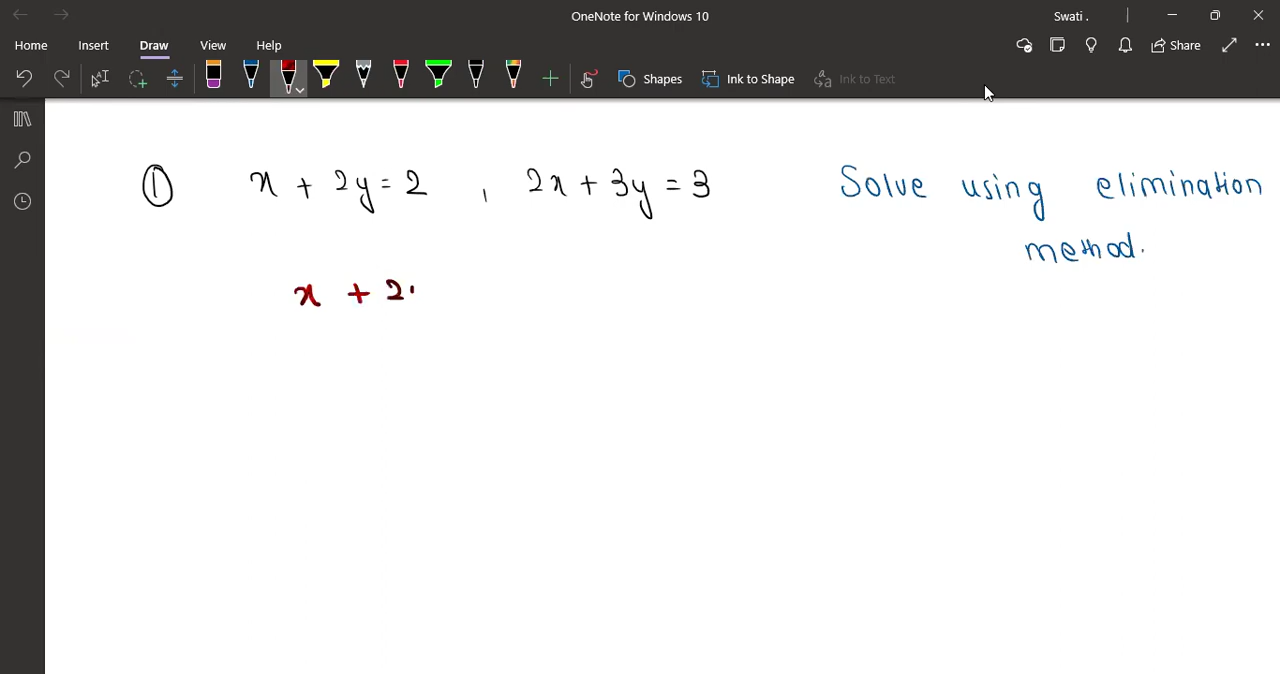 OneNote for Windows 10
Swati .
Home Insert Draw View Help
Share
Shapes Ink to Shape Ink to Text
① x + 2y = 2 , 2x + 3y = 3 Solve using elimination
method.
x + 2